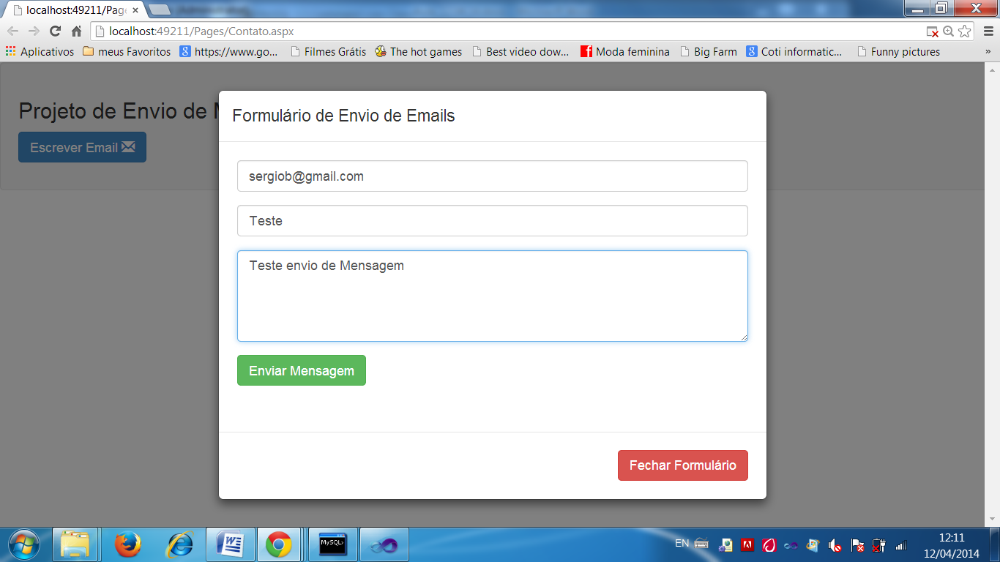 localhost:49211/Pag
localhost:49211/Pages/Contato.aspx
Aplicativos meus Favoritos https://www.go... Filmes Grátis The hot games Best video dow... Moda feminina Big Farm Coti informatic... Funny pictures »
Projeto de Envio de
Escrever Email
Formulário de Envio de Emails
sergiob@gmail.com
Teste
Teste envio de Mensagem
Enviar Mensagem
Fechar Formulário
MySQL>
EN
12:11
12/04/2014